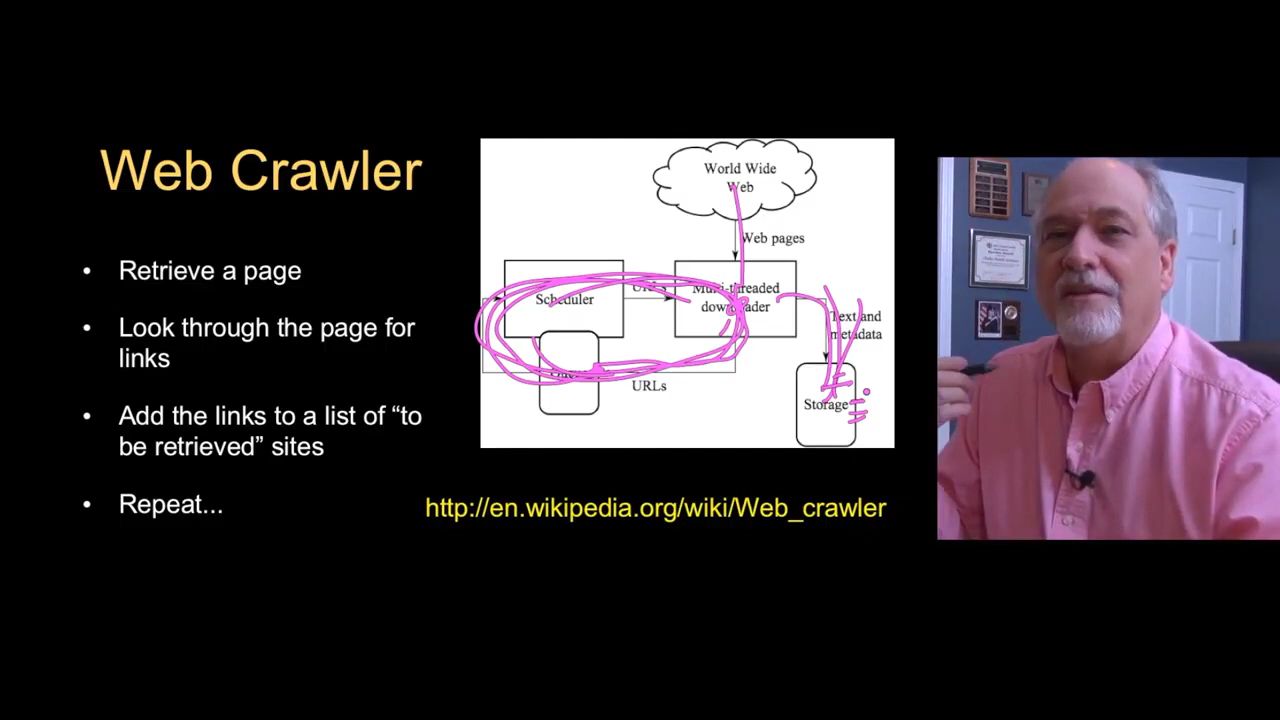 Web Crawler
• Retrieve a page
• Look through the page for
links
• Add the links to a list of “to
be retrieved” sites
• Repeat...
World Wide
Web
Web pages
Scheduler
URLs
Multi-threaded
downloader
Text and
metadata
URLs
Storage
http://en.wikipedia.org/wiki/Web_crawler